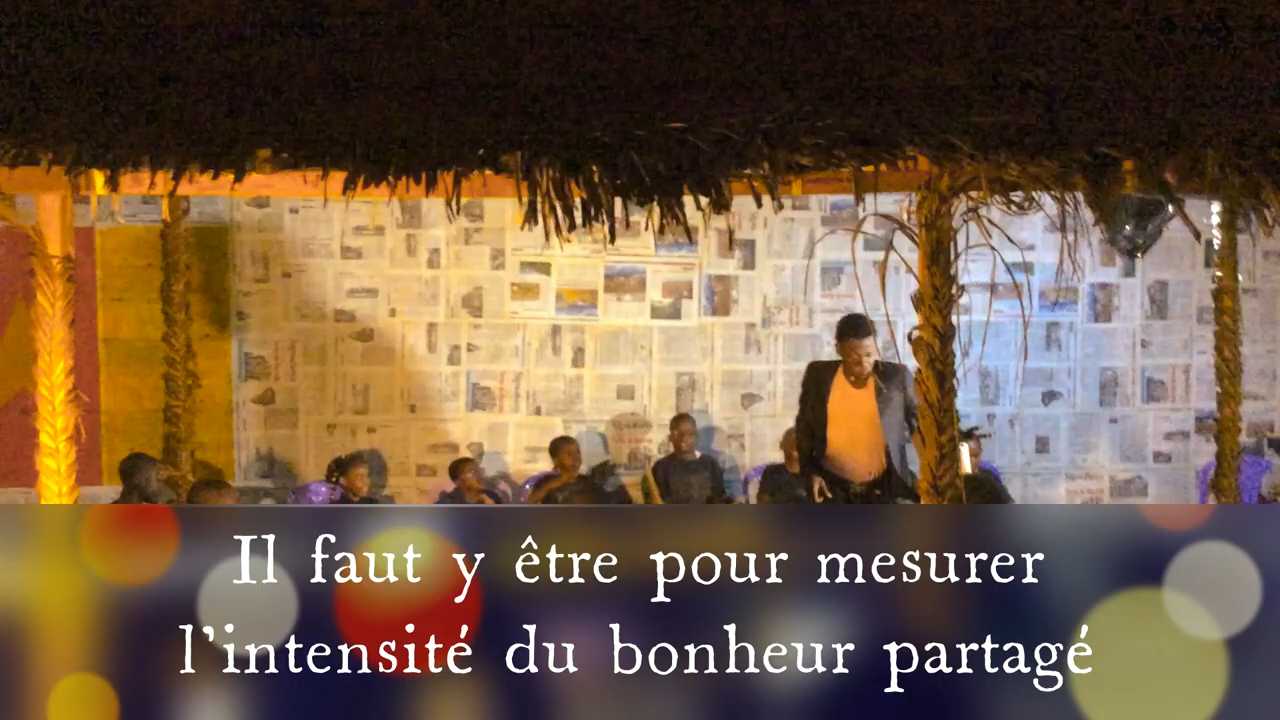 Il faut y être pour mesurer
l'intensité du bonheur partagé